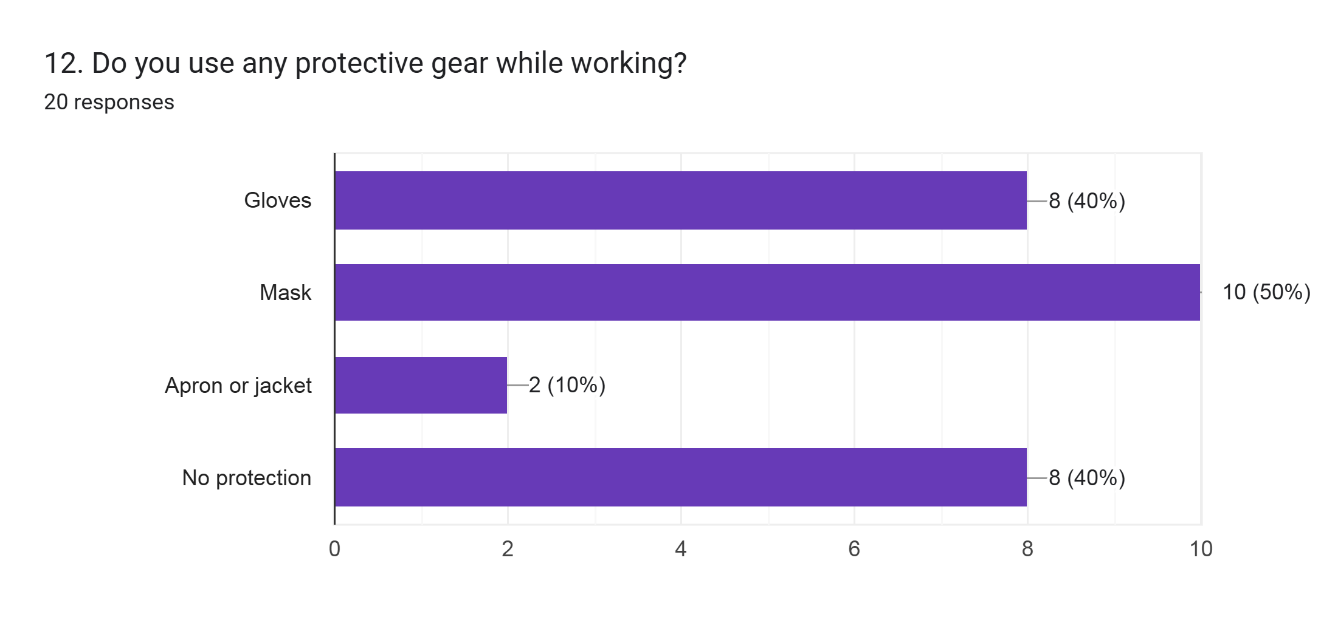 12. Do you use any protective gear while working?
20 responses
Gloves
8 (40%)
Mask
10 (50%)
Apron or jacket
2 (10%)
No protection
8 (40%)
0 2 4 6 8 10